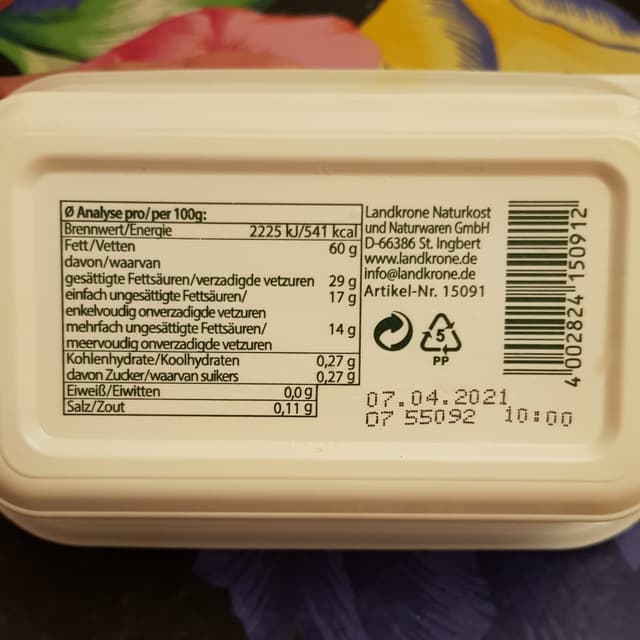 Ø Analyse pro/per 100g:
Brennwert/Energie 2225 kJ/541 kcal
Fett/Vetten 60 g
davon/waarvan
gesättigte Fettsäuren/verzadigde vetzuren 29 g
einfach ungesättigte Fettsäuren/ 17 g
enkelvoudig onverzadigde vetzuren
mehrfach ungesättigte Fettsäuren/ 14 g
meervoudig onverzadigde vetzuren
Kohlenhydrate/Koolhydraten 0,27 g
davon Zucker/waarvan suikers 0,27 g
Eiweiß/Eiwitten 0,0 g
Salz/Zout 0,11 g
Landkrone Naturkost
und Naturwaren GmbH
D-66386 St. Ingbert
www.landkrone.de
info@landkrone.de
Artikel-Nr. 15091
5
PP
07.04.2021
07 55092 10:00
4 002824 150912